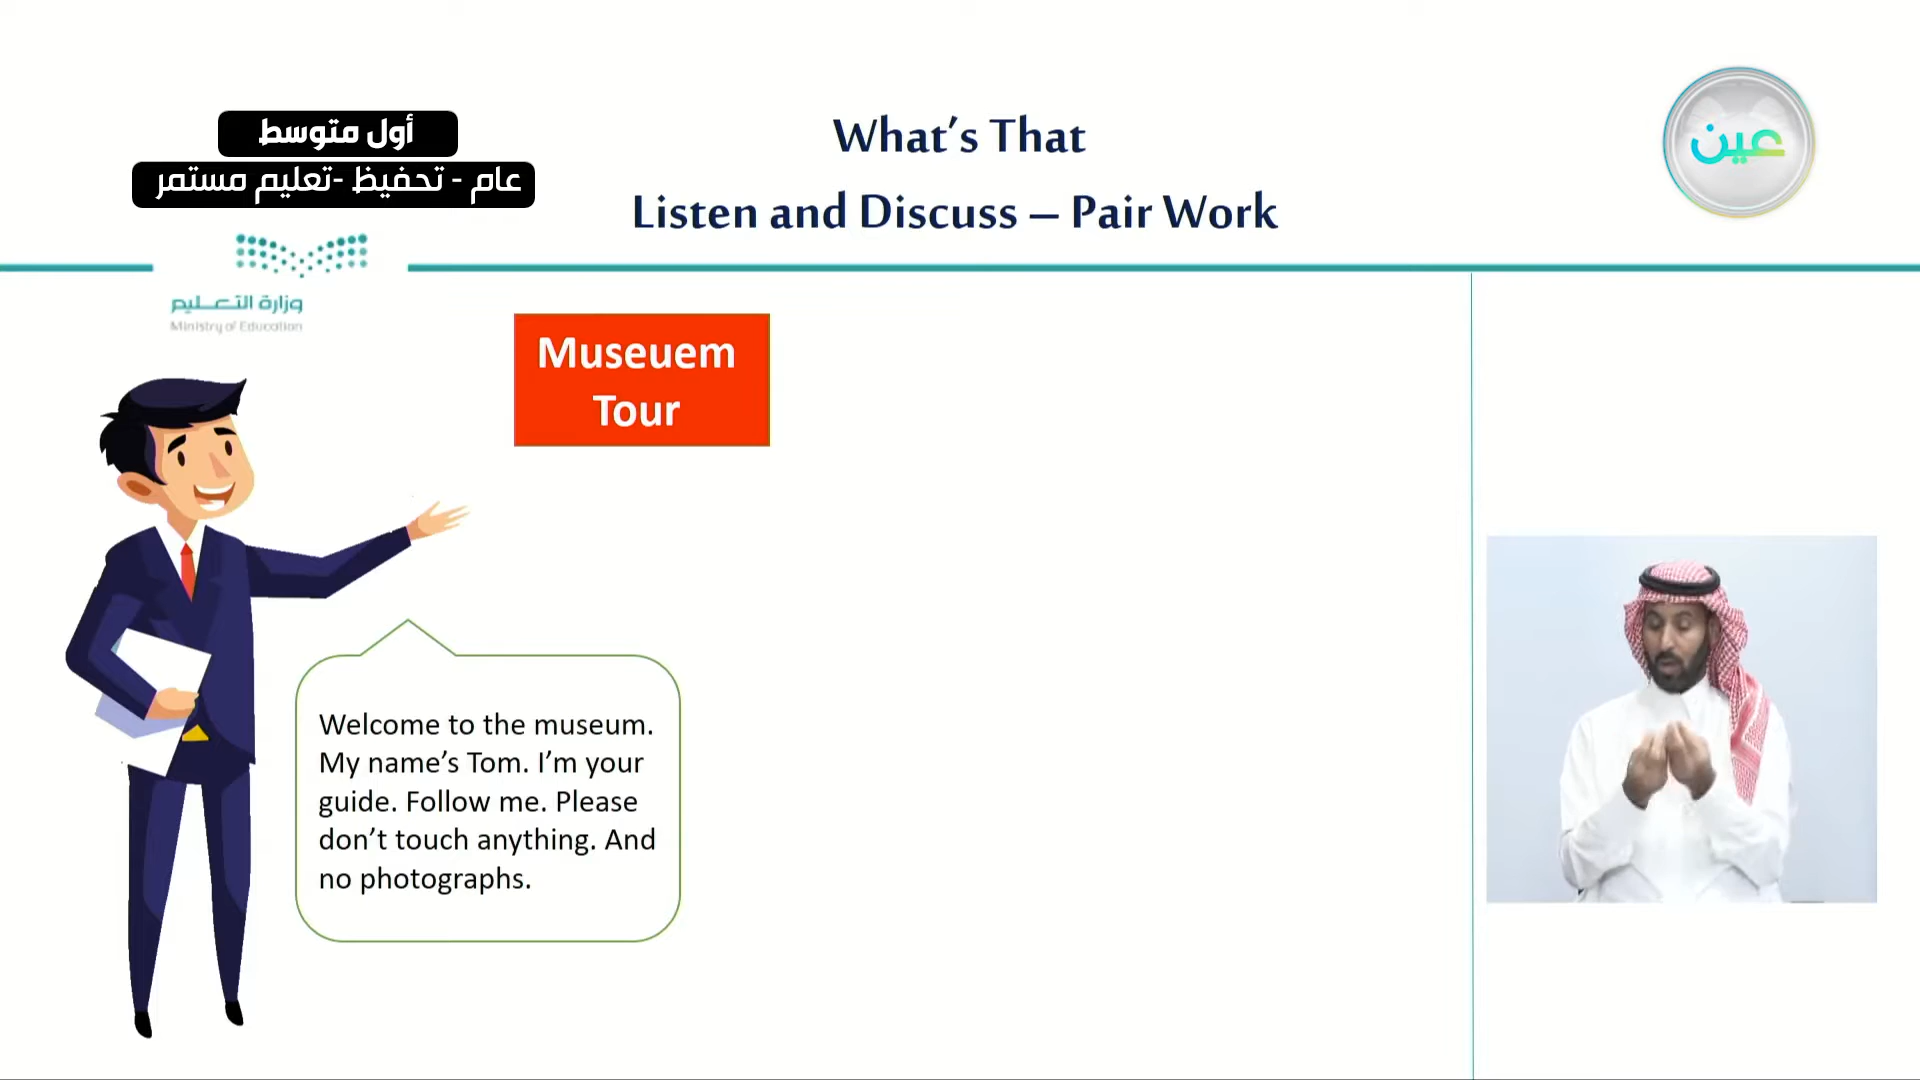 أول متوسط
عام - تحفيظ -تعليم مستمر
What's That
Listen and Discuss – Pair Work
عين
وزارة التعليم
Ministry of Education
Museuem
Tour
Welcome to the museum.
My name's Tom. I'm your
guide. Follow me. Please
don't touch anything. And
no photographs.